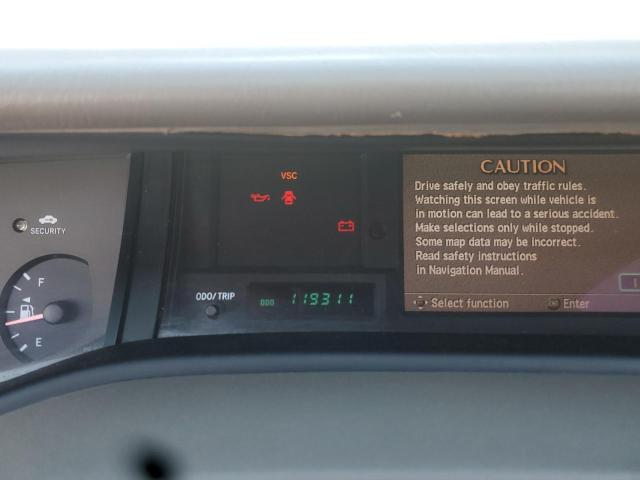 VSC
SECURITY
F
E
ODO/TRIP
ODO 119311
CAUTION
Drive safely and obey traffic rules.
Watching this screen while vehicle is
in motion can lead to a serious accident.
Make selections only while stopped.
Some map data may be incorrect.
Read safety instructions
in Navigation Manual.
Select function
Enter